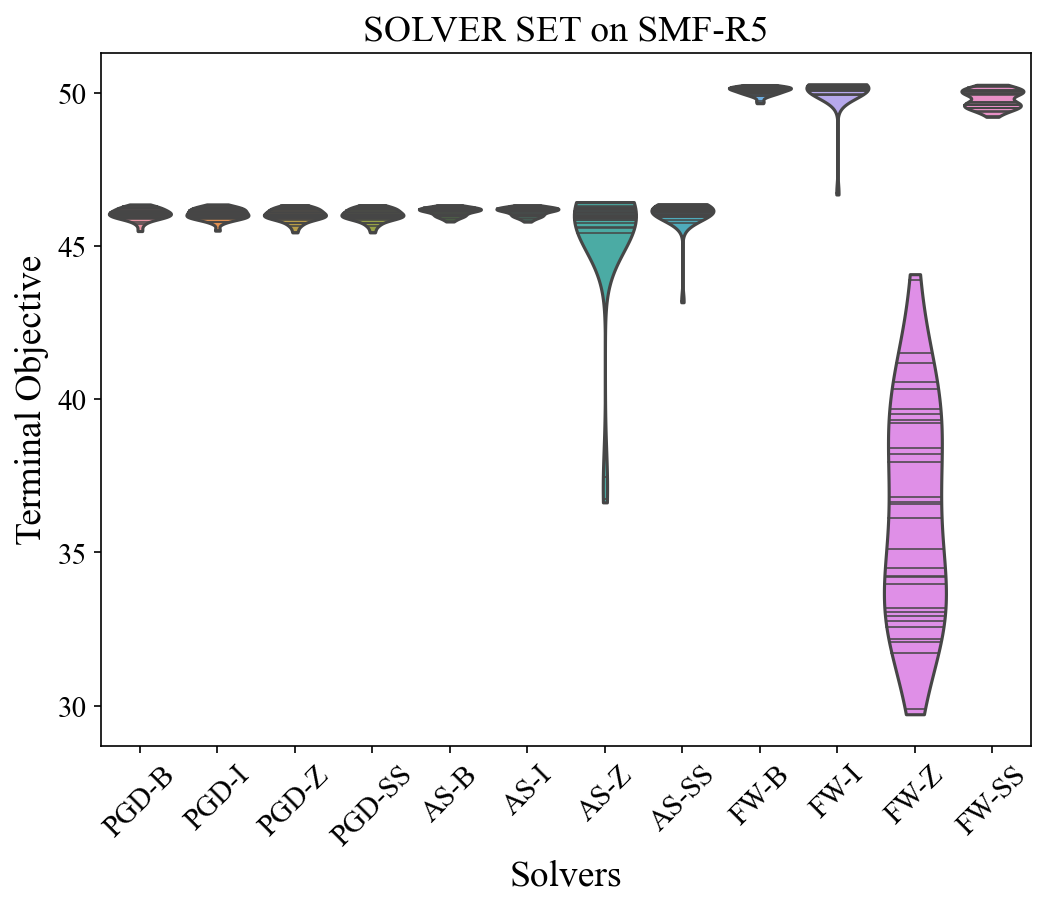 SOLVER SET on SMF-R5
Terminal Objective
50
45
40
35
30
PGD-B
PGD-I
PGD-Z
PGD-SS
AS-B
AS-I
AS-Z
AS-SS
FW-B
FW-I
FW-Z
FW-SS
Solvers